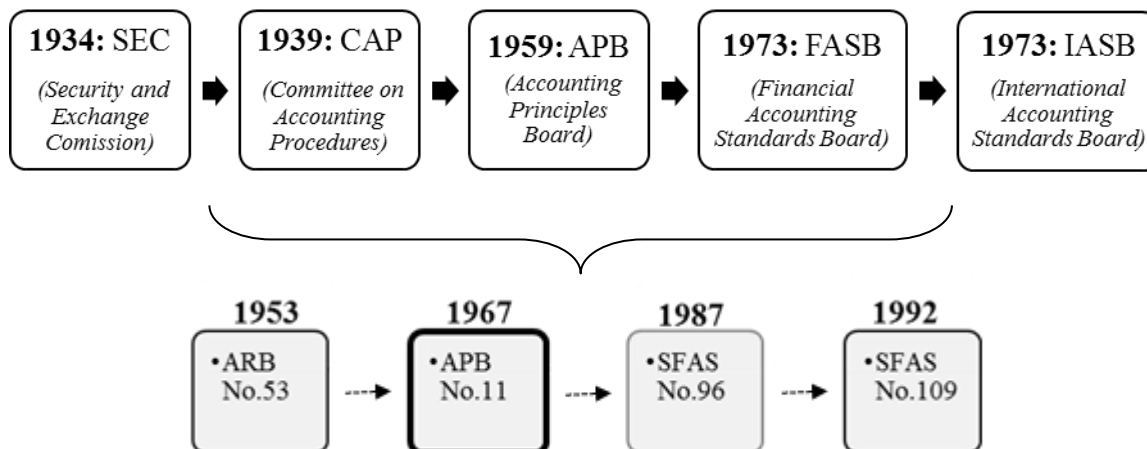 1934: SEC
(Security and
Exchange
Comission)
1939: CAP
(Committee on
Accounting
Procedures)
1959: APB
(Accounting
Principles
Board)
1973: FASB
(Financial
Accounting
Standards Board)
1973: IASB
(International
Accounting
Standards Board)
1953
•ARB
No.53
1967
•APB
No.11
1987
•SFAS
No.96
1992
•SFAS
No.109